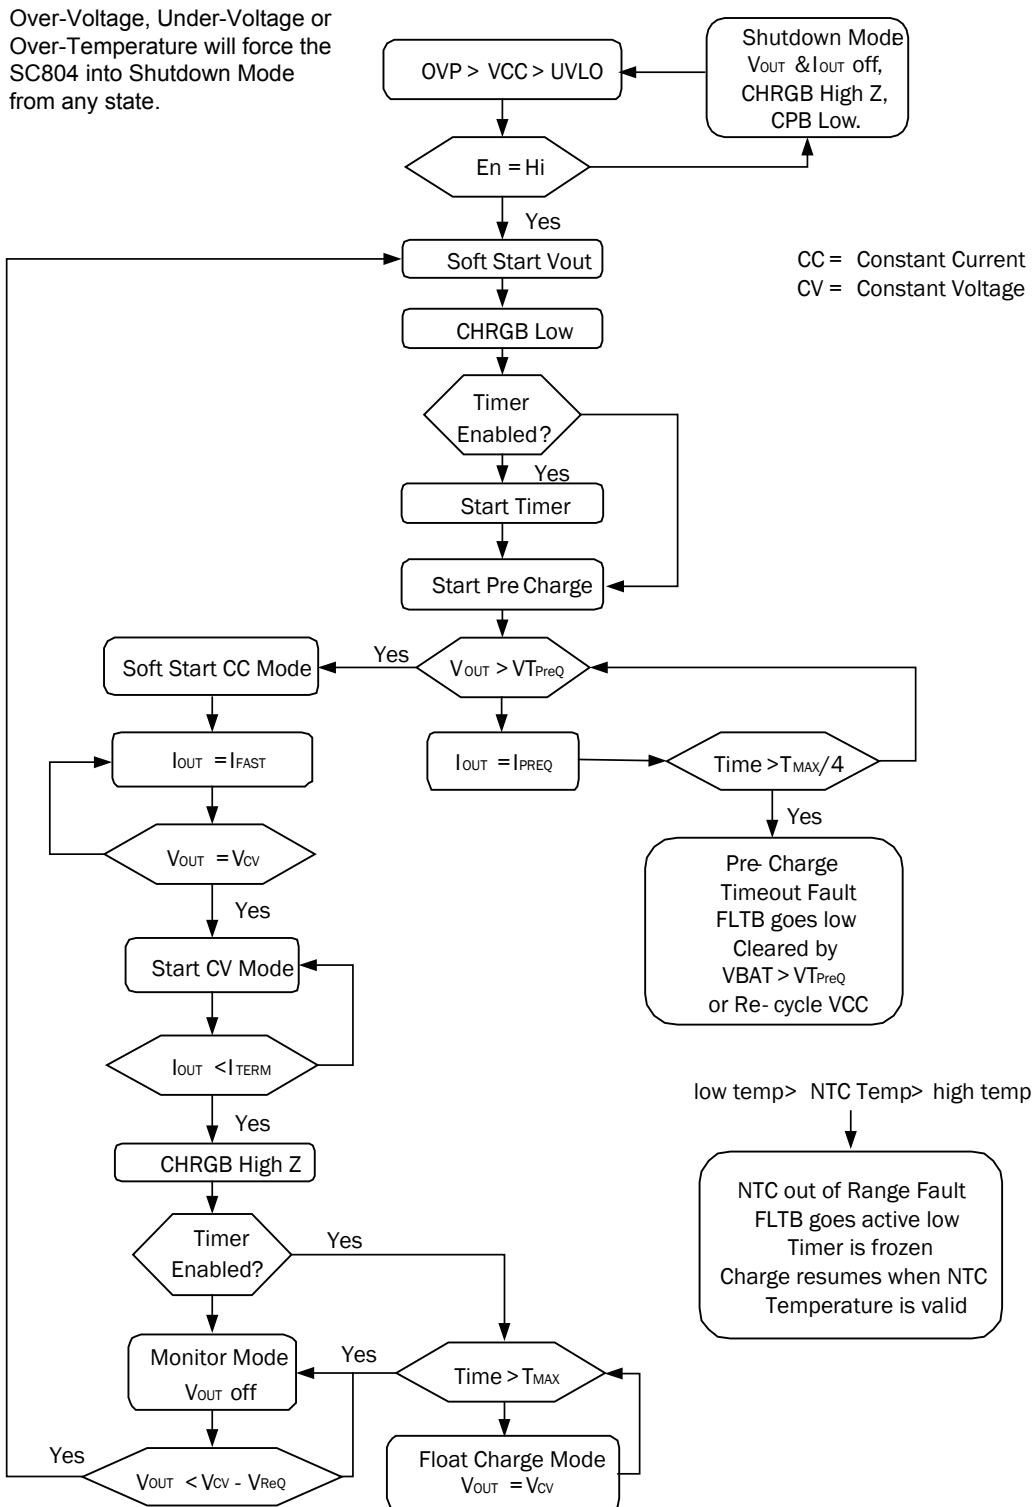 Over-Voltage, Under-Voltage or
Over-Temperature will force the
SC804 into Shutdown Mode
from any state.
OVP > VCC > UVLO
Shutdown Mode.
VOUT & IOUT off,
CHRGB High Z,
CPB Low.
En = Hi
Yes
Soft Start Vout
CC = Constant Current
CV = Constant Voltage
CHRGB Low
Timer
Enabled?
Yes
Start Timer
Start Pre Charge
Soft Start CC Mode
Yes
VOUT > VTPreQ
IOUT = IFAST
IOUT = IPREQ
Time > TMAX/4
Yes
VOUT = VCV
Yes
Pre-Charge
Timeout Fault
FLTB goes low.
Cleared by
VBAT > VTPreQ
or Re-cycle VCC
Start CV Mode
IOUT < ITERM
Yes
low temp> NTC Temp> high temp
CHRGB High Z
NTC out of Range Fault
FLTB goes active low
Timer is frozen
Charge resumes when NTC
Temperature is valid
Timer
Enabled?
Yes
Monitor Mode
VOUT off
Yes
Time > TMAX
Yes
VOUT < VCV - VReQ
Float Charge Mode
VOUT = VCV